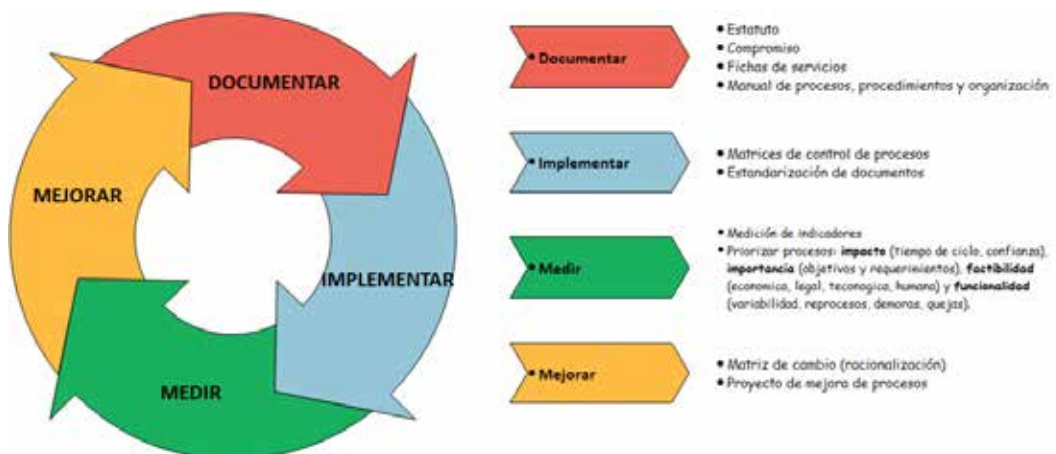 DOCUMENTAR
MEJORAR
IMPLEMENTAR
MEDIR
• Documentar
• Estatuto
• Compromiso
• Fichas de servicios
• Manual de procesos, procedimientos y organización
• Implementar
• Matrices de control de procesos
• Estandarización de documentos
• Medir
• Medición de indicadores
• Priorizar procesos: impacto (tiempo de ciclo, confianza),
importancia (objetivos y requerimientos), factibilidad
(economica, legal, teconogica, humana) y funcionalidad
(variabilidad, reprocesos, demoras, quejas).
• Mejorar
• Matriz de cambio (racionalización)
• Proyecto de mejora de procesos